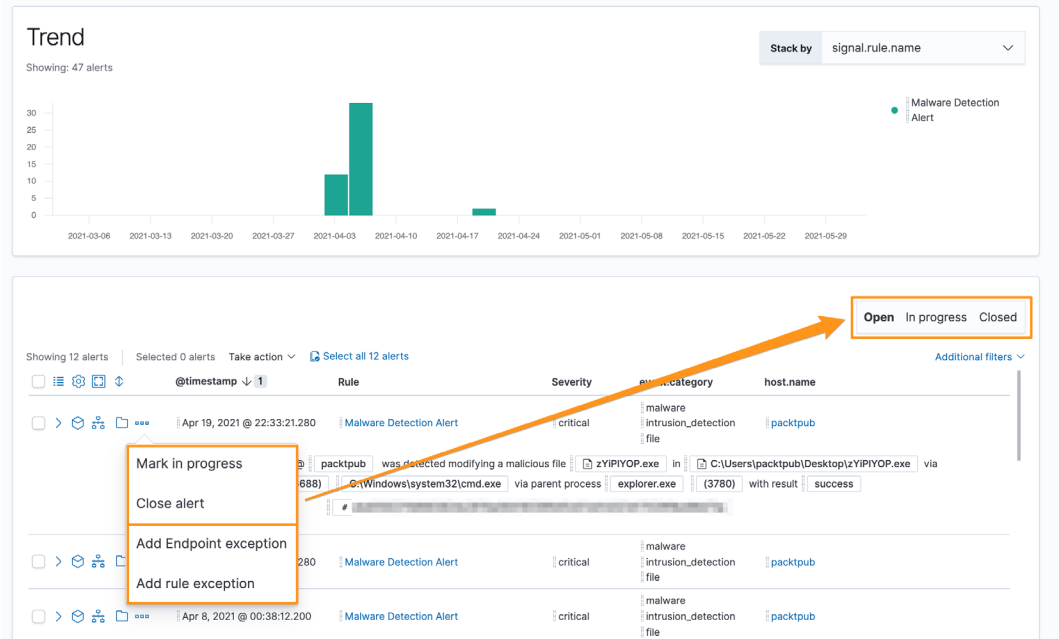 Trend
Stack by signal.rule.name
Showing: 47 alerts
Malware Detection
Alert
30
25
20
15
10
5
0
2021-03-06 2021-03-13 2021-03-20 2021-03-27 2021-04-03 2021-04-10 2021-04-17 2021-04-24 2021-05-01 2021-05-08 2021-05-15 2021-05-22 2021-05-29
Open In progress Closed
Showing 12 alerts Selected 0 alerts Take action Select all 12 alerts Additional filters
@timestamp 1 Rule Severity event.category host.name
malware
Apr 19, 2021 @ 22:33:21.280 Malware Detection Alert critical intrusion_detection packtpub
file
Mark in progress
Close alert
Add Endpoint exception
Add rule exception
@ packtpub was detected modifying a malicious file zYiPlYOP.exe in C:\Users\packtpub\Desktop\zYiPlYOP.exe via
688) C:\Windows\system32\cmd.exe via parent process explorer.exe (3780) with result success
#
malware
280 Malware Detection Alert critical intrusion_detection packtpub
file
malware
Apr 8, 2021 @ 00:38:12.200 Malware Detection Alert critical intrusion_detection packtpub
file